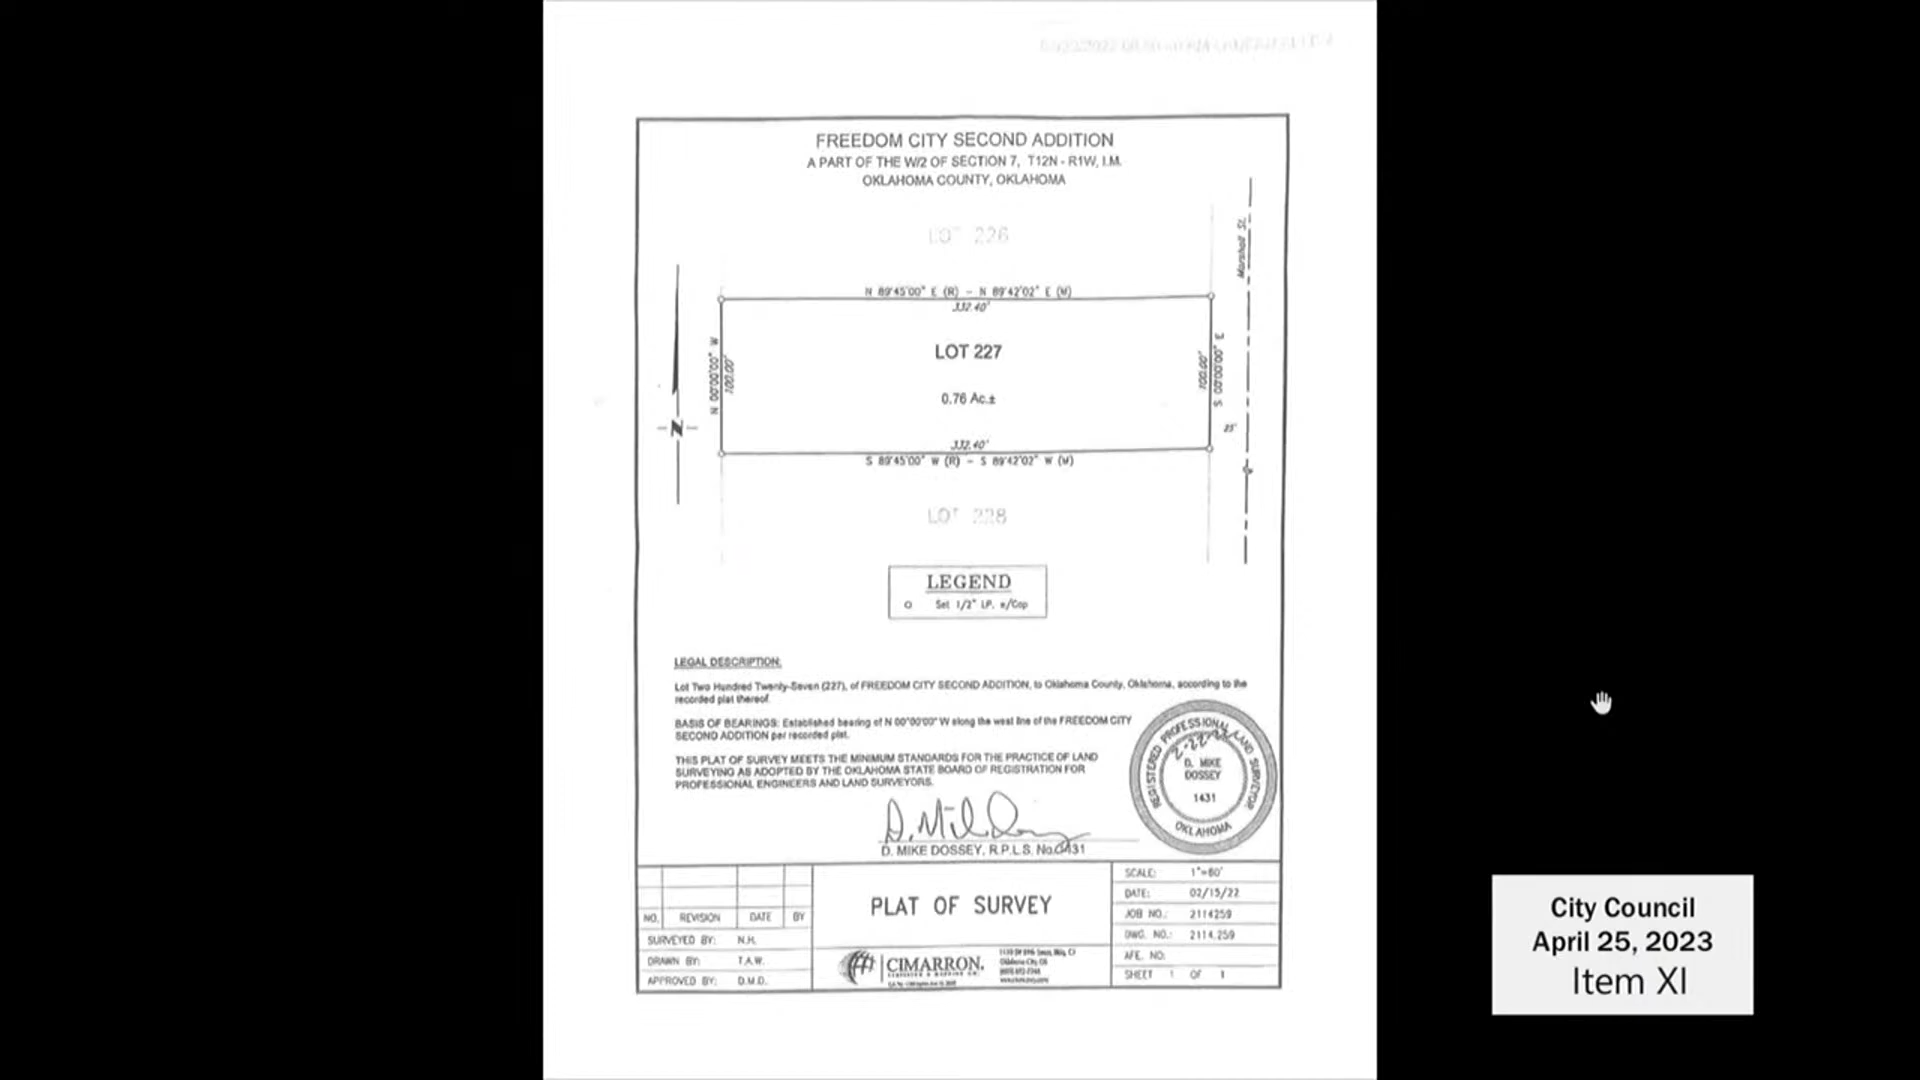 FREEDOM CITY SECOND ADDITION
A PART OF THE W/2 OF SECTION 7, T12N - R1W, I.M.
OKLAHOMA COUNTY, OKLAHOMA
LOT 226
Marshall St.
N 89°45'00" E (R) - N 89°42'02" E (M)
332.40'
N 00°00'00" W
100.00'
LOT 227
0.76 Ac.±
100.00'
S 00°00'00" E
25'
N
332.40'
S 89°45'00" W (R) - S 89°42'02" W (M)
LOT 228
LEGEND
Set 1/2" I.P. w/Cap
LEGAL DESCRIPTION:
Lot Two Hundred Twenty-Seven (227), of FREEDOM CITY SECOND ADDITION, to Oklahoma County, Oklahoma, according to the
recorded plat thereof.
BASIS OF BEARINGS: Established bearing of N 00°00'00" W along the west line of the FREEDOM CITY
SECOND ADDITION per recorded plat.
THIS PLAT OF SURVEY MEETS THE MINIMUM STANDARDS FOR THE PRACTICE OF LAND
SURVEYING AS ADOPTED BY THE OKLAHOMA STATE BOARD OF REGISTRATION FOR
PROFESSIONAL ENGINEERS AND LAND SURVEYORS.
REGISTERED PROFESSIONAL LAND SURVEYOR
2-22-22
D. MIKE
DOSSEY
1431
OKLAHOMA
D. MIKE DOSSEY, R.P.L.S. No. 1431
NO. REVISION DATE BY
SURVEYED BY: N.H.
DRAWN BY: T.A.W.
APPROVED BY: D.M.D.
PLAT OF SURVEY
CIMARRON
SCALE: 1"=60'
DATE: 02/15/22
JOB NO.: 2114259
DWG. NO.: 2114.259
AFE. NO:
SHEET 1 OF 1
City Council
April 25, 2023
Item XI